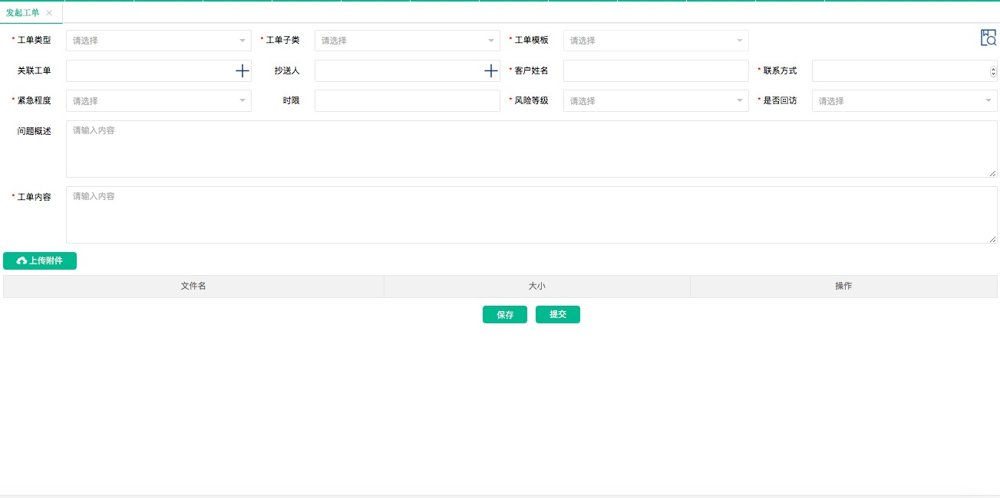 发起工单
* 工单类型 请选择 * 工单子类 请选择 * 工单模板 请选择
关联工单 抄送人 * 客户姓名 * 联系方式
* 紧急程度 请选择 时限 * 风险等级 请选择 * 是否回访 请选择
问题概述 请输入内容
* 工单内容 请输入内容
上传附件
文件名 大小 操作
保存 提交